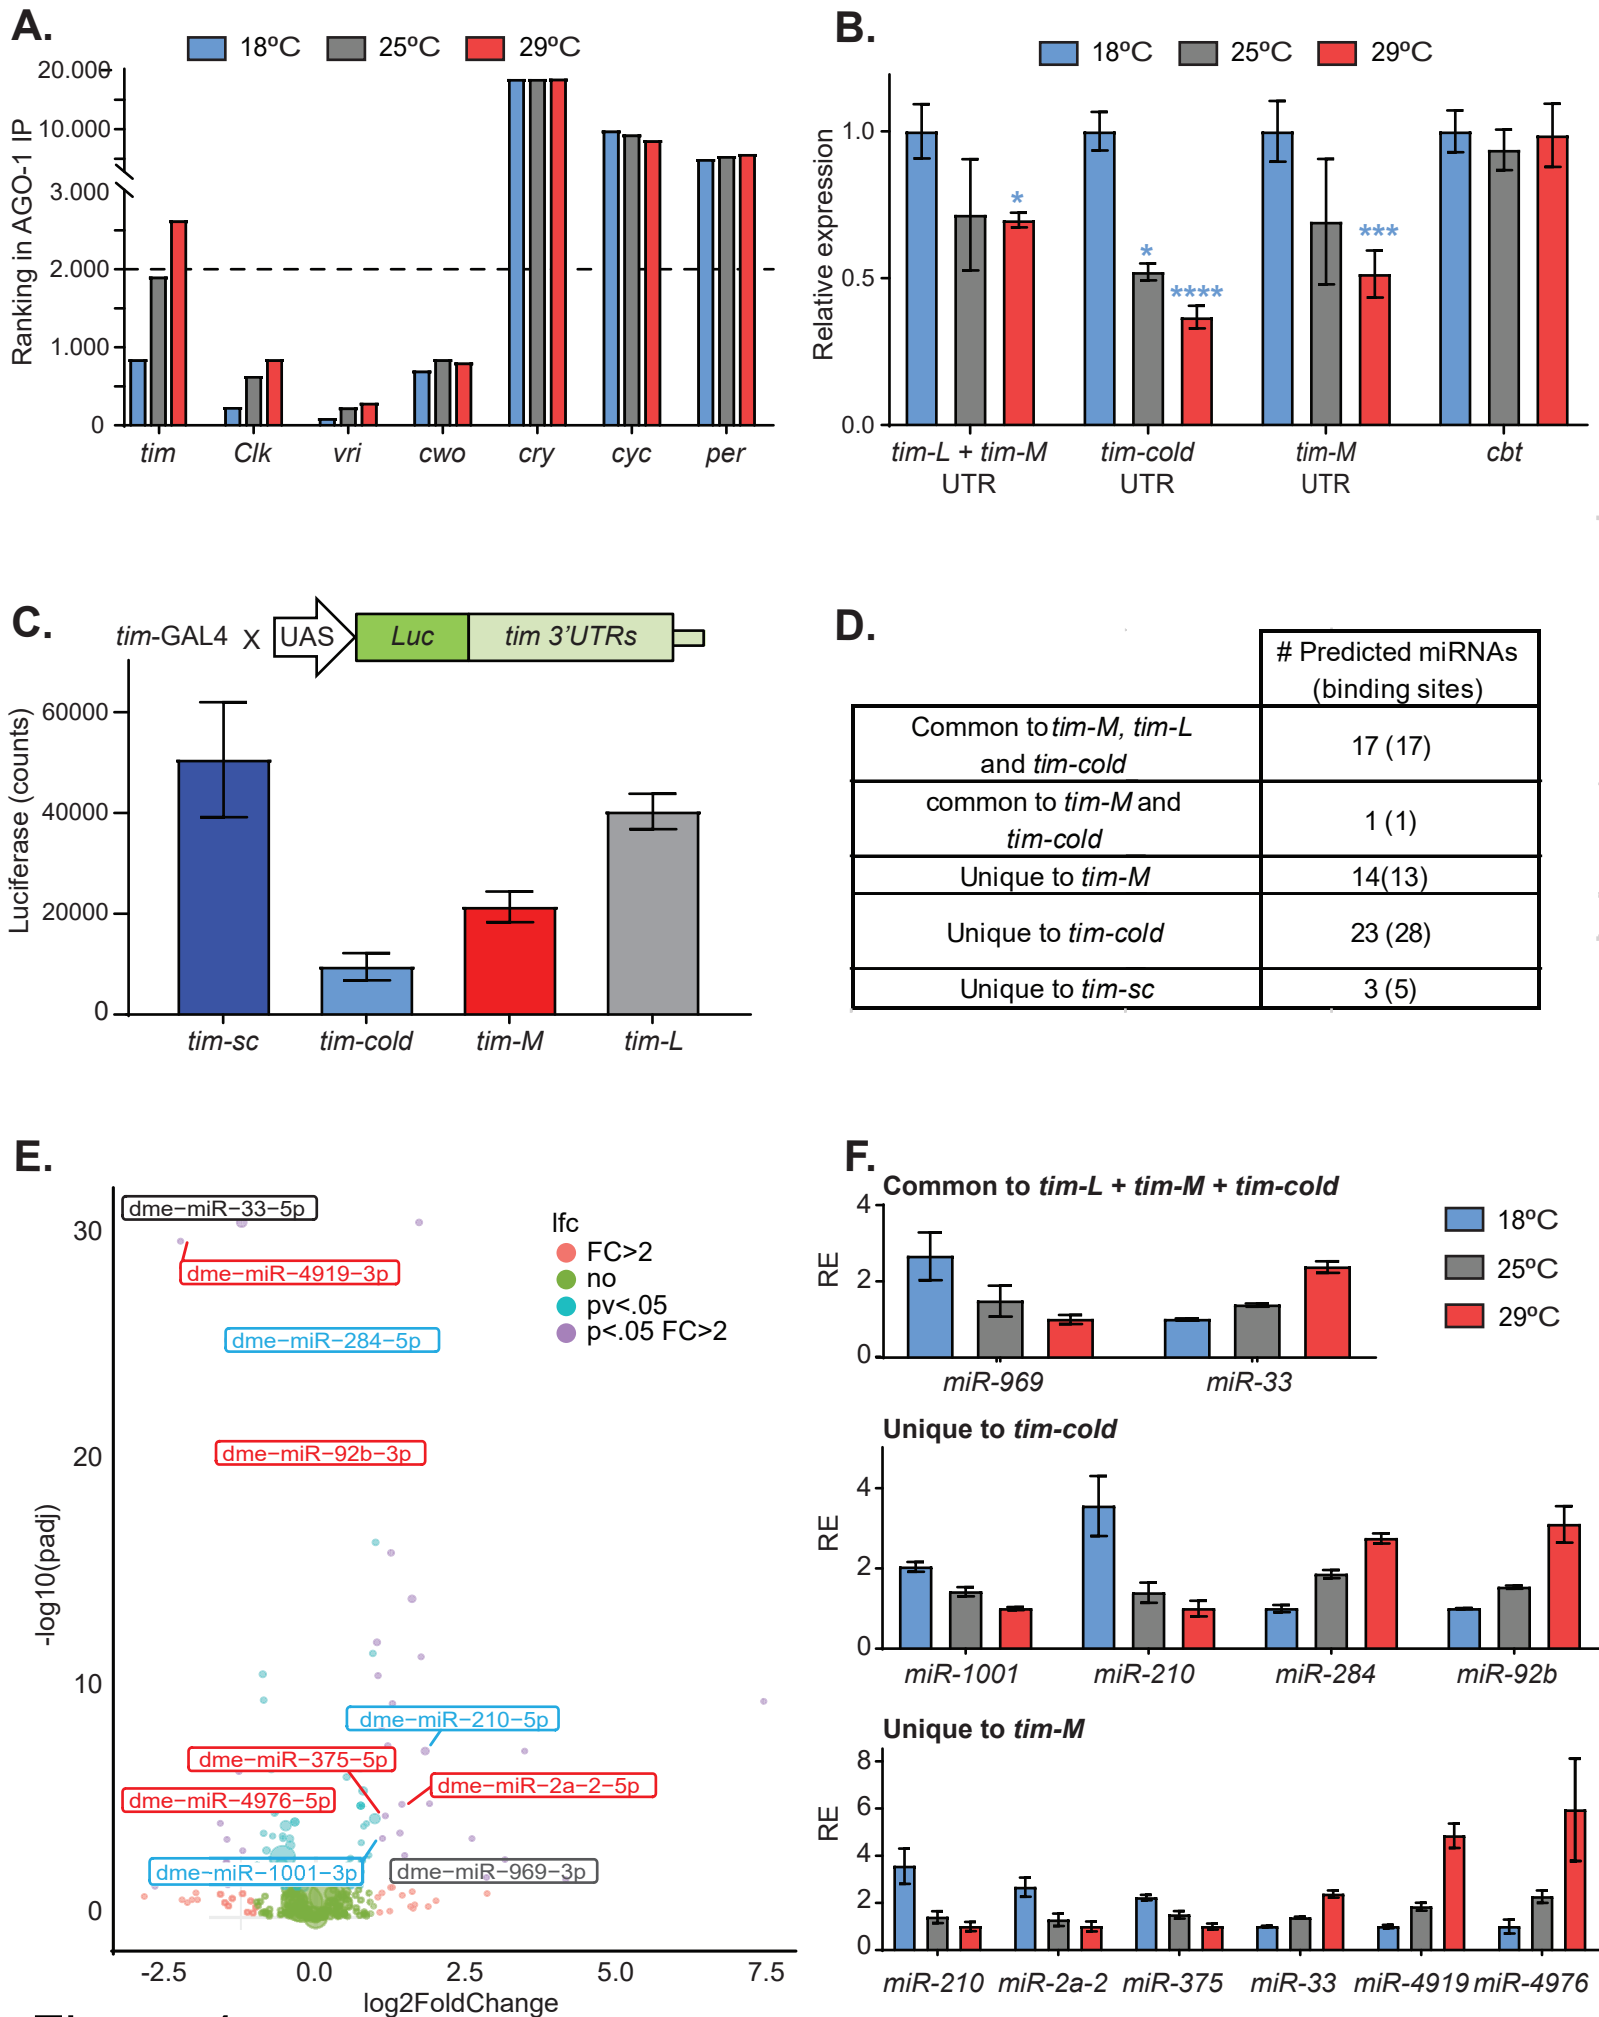 A.
18ºC 25ºC 29ºC
Ranking in AGO-1 IP
20.000
10.000
3.000
2.000
1.000
0
tim Clk vri cwo cry cyc per
B.
18ºC 25ºC 29ºC
Relative expression
1.0
0.5
0.0
* * **** ***
tim-L + tim-M tim-cold tim-M cbt
UTR UTR UTR
C.
tim-GAL4 X UAS Luc tim 3'UTRs
Luciferase (counts)
60000
40000
20000
0
tim-sc tim-cold tim-M tim-L
D.
# Predicted miRNAs
(binding sites)
Common to tim-M, tim-L
and tim-cold
17 (17)
common to tim-M and
tim-cold
1 (1)
Unique to tim-M 14(13)
Unique to tim-cold 23 (28)
Unique to tim-sc 3 (5)
E.
-log10(padj)
30
20
10
0
dme−miR−33−5p
dme−miR−4919−3p
dme−miR−284−5p
dme−miR−92b−3p
dme−miR−210−5p
dme−miR−375−5p
dme−miR−2a−2−5p
dme−miR−4976−5p
dme−miR−1001−3p
dme−miR−969−3p
lfc
FC>2
no
pv<.05
p<.05 FC>2
-2.5 0.0 2.5 5.0 7.5
log2FoldChange
F.
Common to tim-L + tim-M + tim-cold
18ºC
25ºC
29ºC
RE
4
2
0
miR-969 miR-33
Unique to tim-cold
RE
4
2
0
miR-1001 miR-210 miR-284 miR-92b
Unique to tim-M
RE
8
6
4
2
0
miR-210 miR-2a-2 miR-375 miR-33 miR-4919 miR-4976